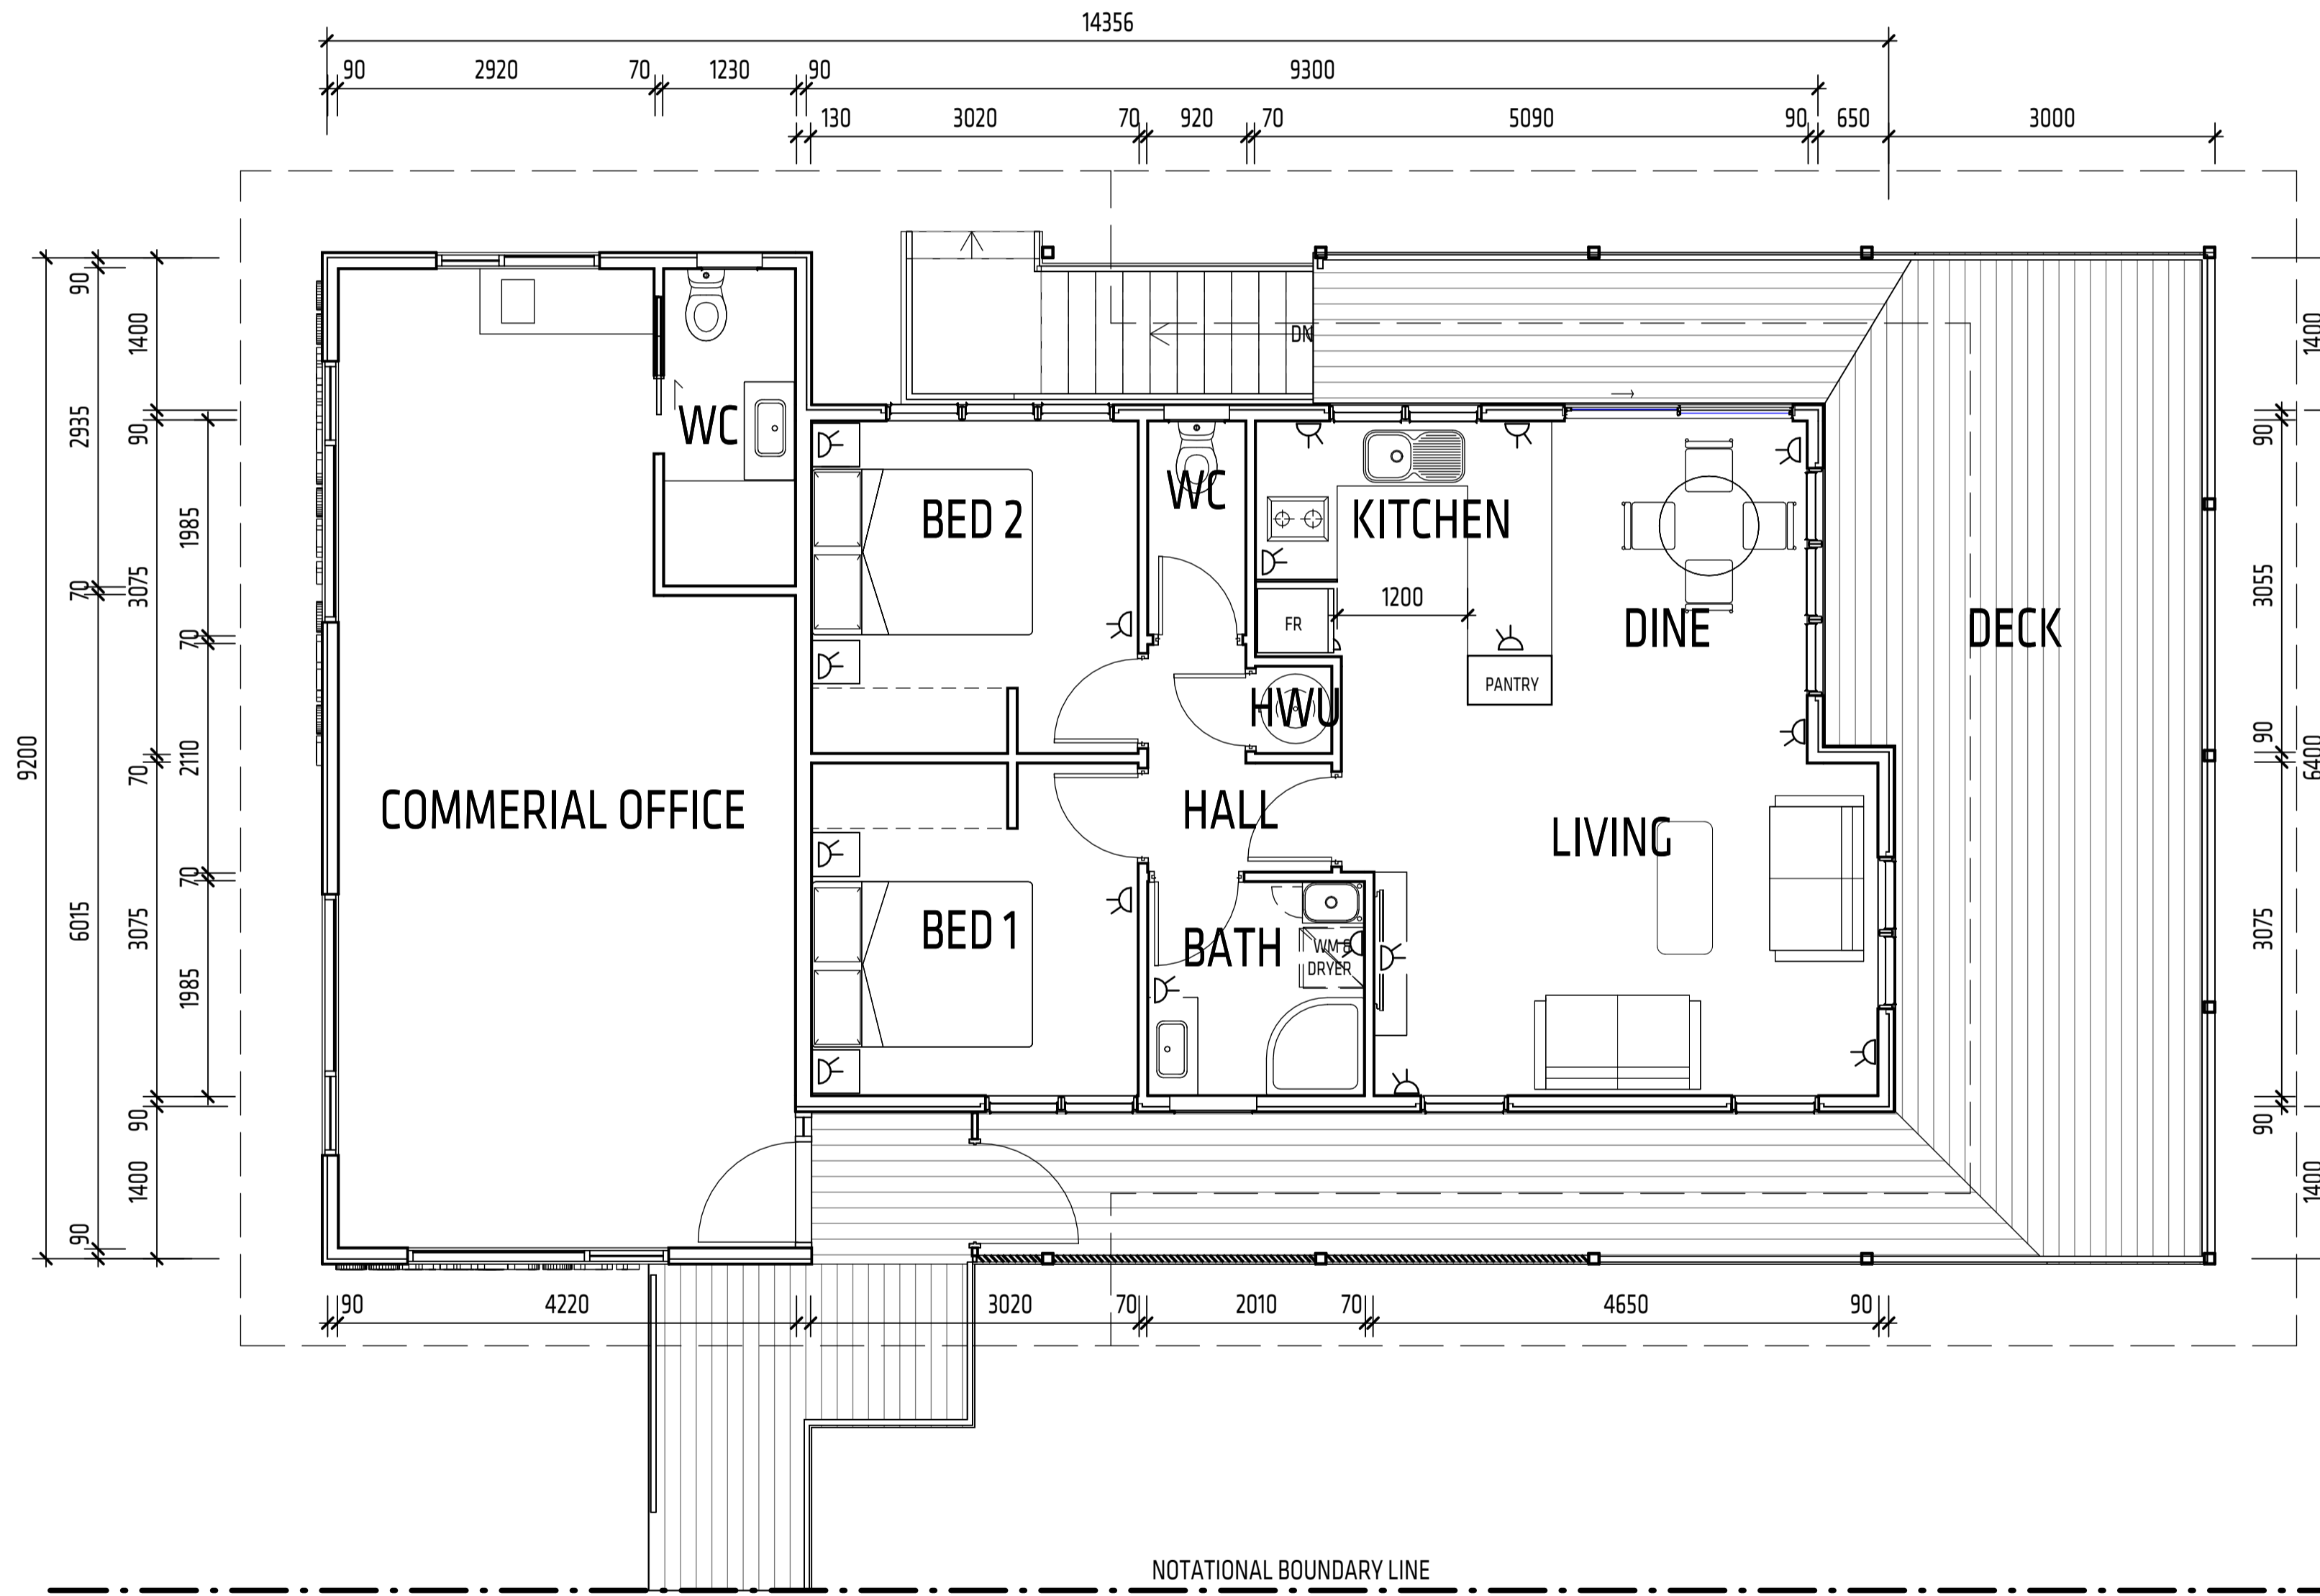 14356
90 2920 70 1230 90 9300
130 3020 70 920 70 5090 90 650 3000
90
1400
2935
90
1985
70
3075
70
9200
2110
70
6015
70
3075
1985
90
1400
90
DN
WC
BED 2
WC
KITCHEN
1200
FR
DINE
DECK
PANTRY
HWU
COMMERIAL OFFICE
HALL
LIVING
BED 1
BATH
WM &
DRYER
1400
90
3055
90
6400
3075
90
1400
90 4220 3020 70 2010 70 4650 90
NOTATIONAL BOUNDARY LINE